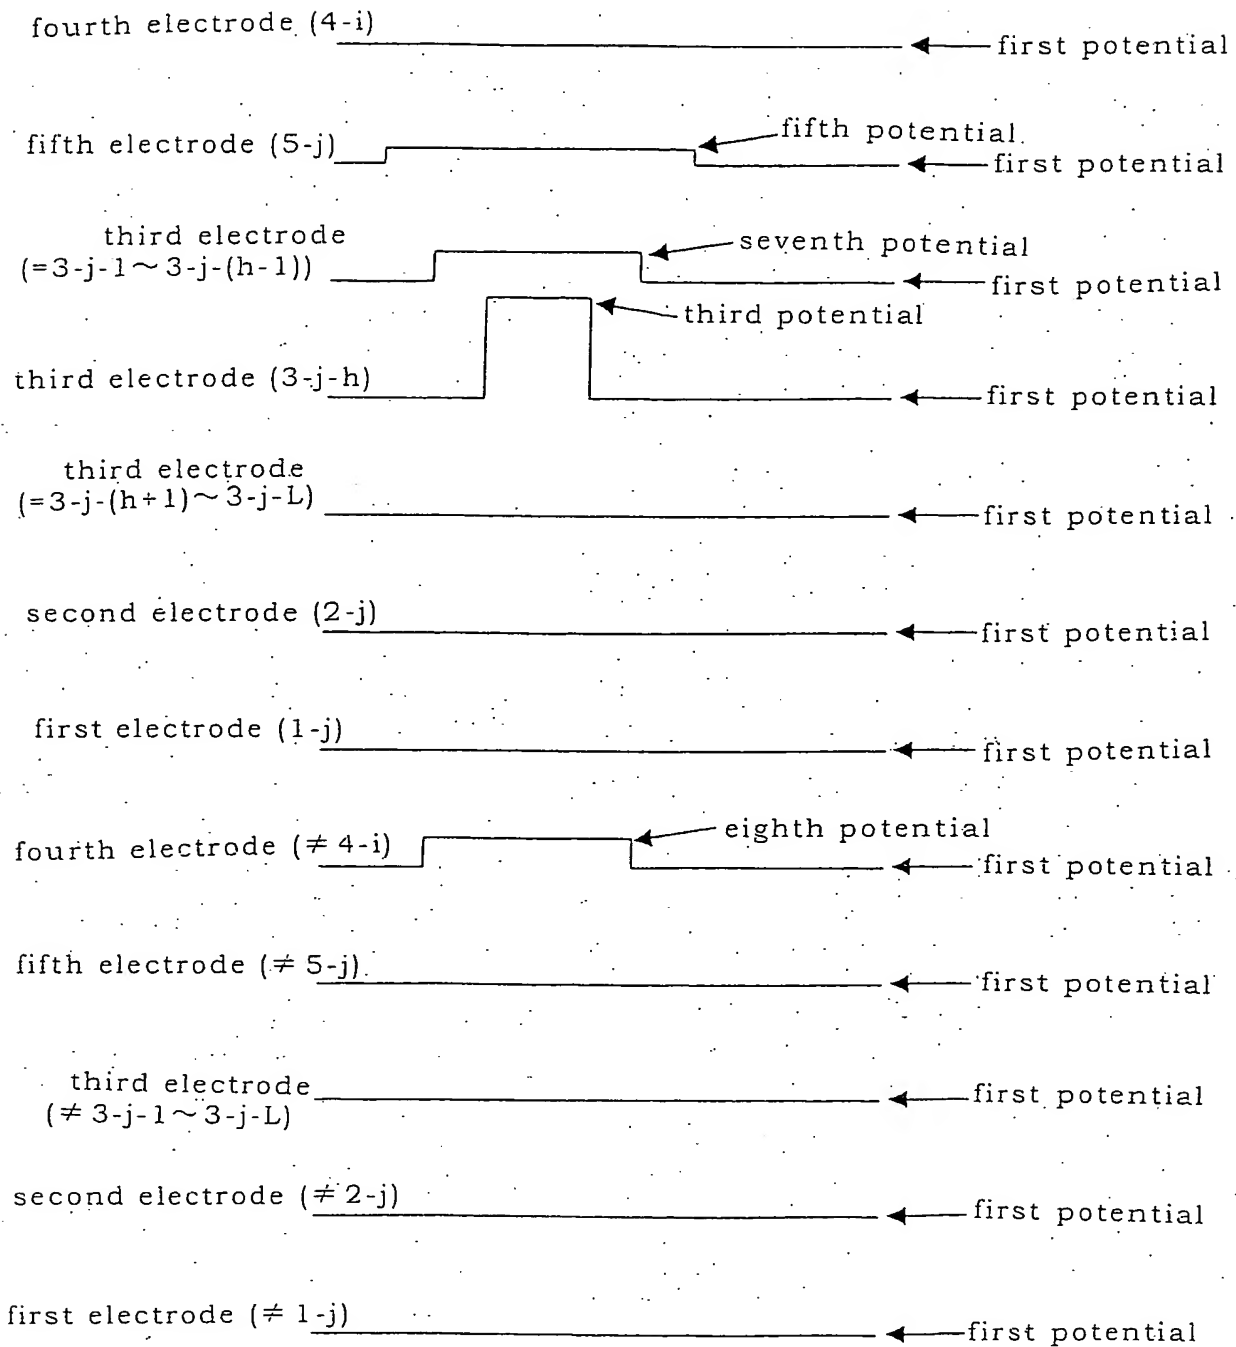 fourth electrode (4-i)
first potential
fifth electrode (5-j)
fifth potential
first potential
third electrode
(=3-j-1~3-j-(h-1))
seventh potential
first potential
third potential
third electrode (3-j-h)
first potential
third electrode
(=3-j-(h+1)~3-j-L)
first potential
second electrode (2-j)
first potential
first electrode (1-j)
first potential
fourth electrode (≠ 4-i)
eighth potential
first potential
fifth electrode (≠ 5-j)
first potential
third electrode
(≠ 3-j-1~3-j-L)
first potential
second electrode (≠ 2-j)
first potential
first electrode (≠ 1-j)
first potential